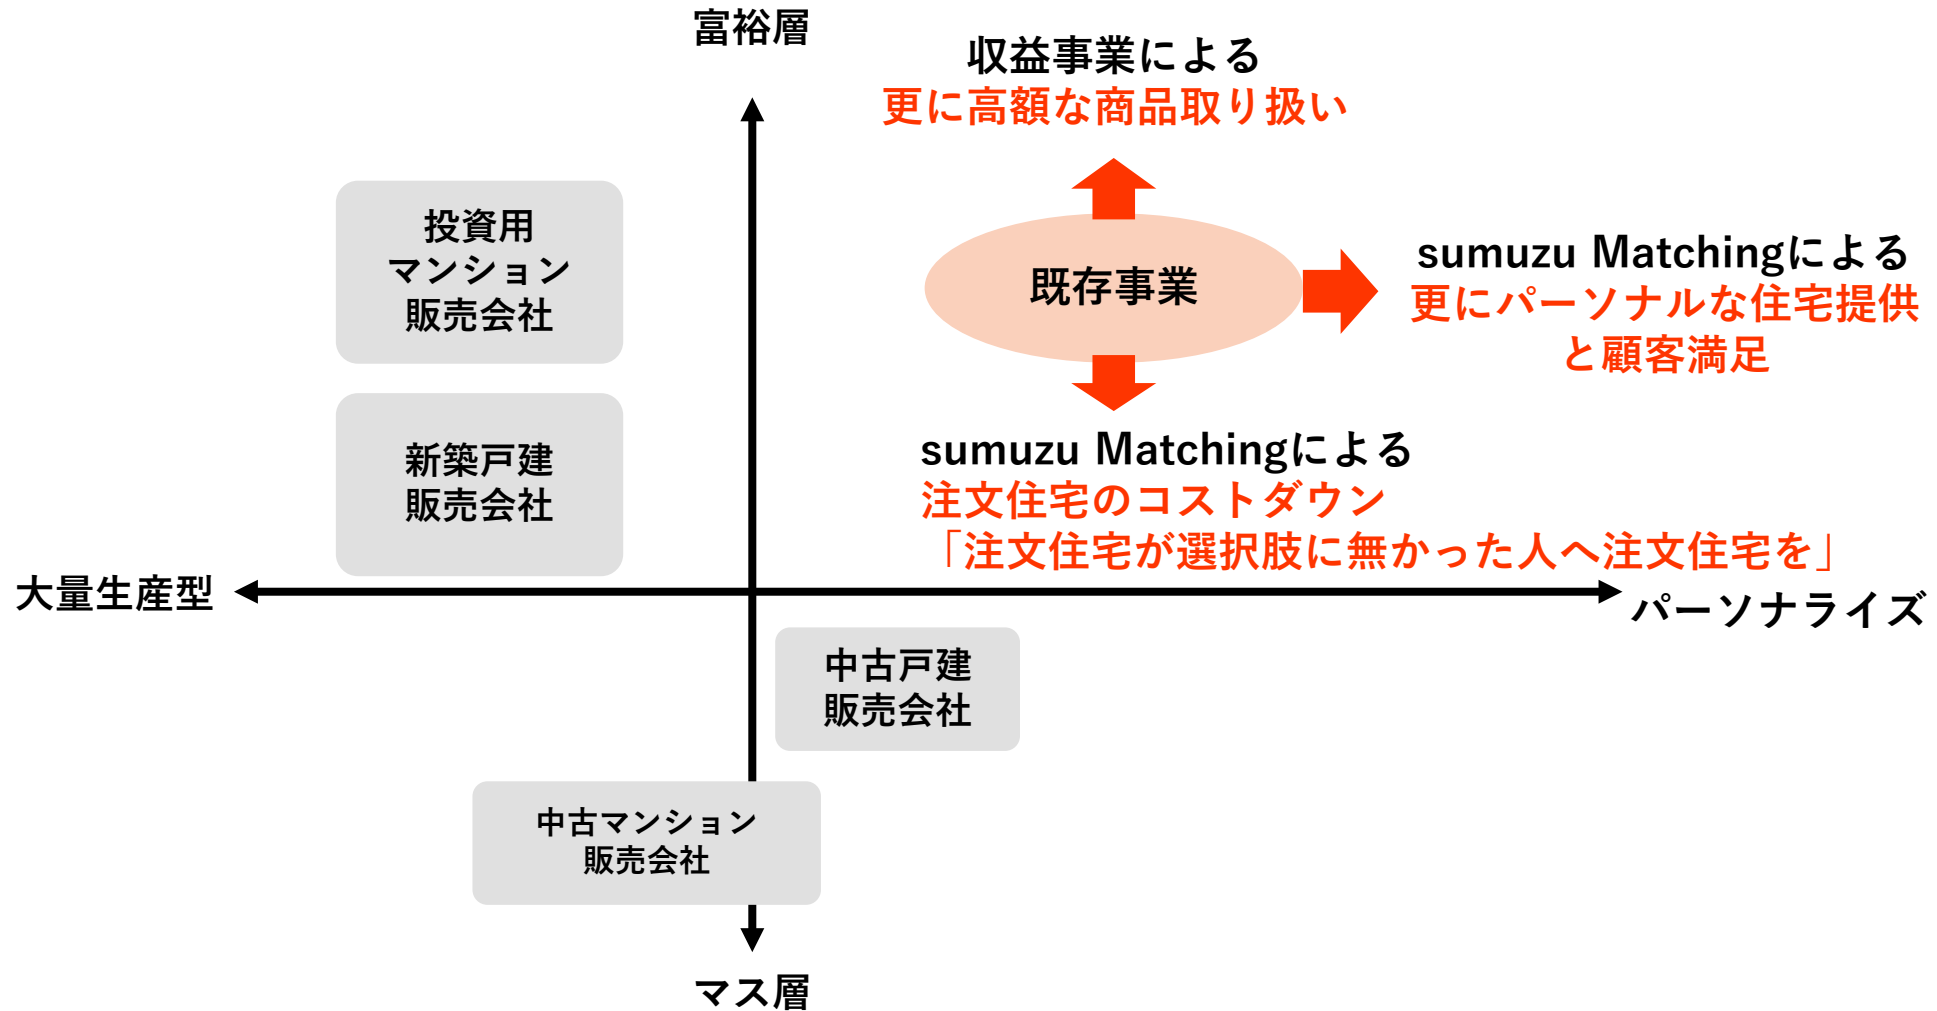 富裕層
収益事業による
更に高額な商品取り扱い
投資用
マンション
販売会社
既存事業
sumuzu Matchingによる
更にパーソナルな住宅提供
と顧客満足
新築戸建
販売会社
sumuzu Matchingによる
注文住宅のコストダウン
「注文住宅が選択肢に無かった人へ注文住宅を」
大量生産型
パーソナライズ
中古戸建
販売会社
中古マンション
販売会社
マス層